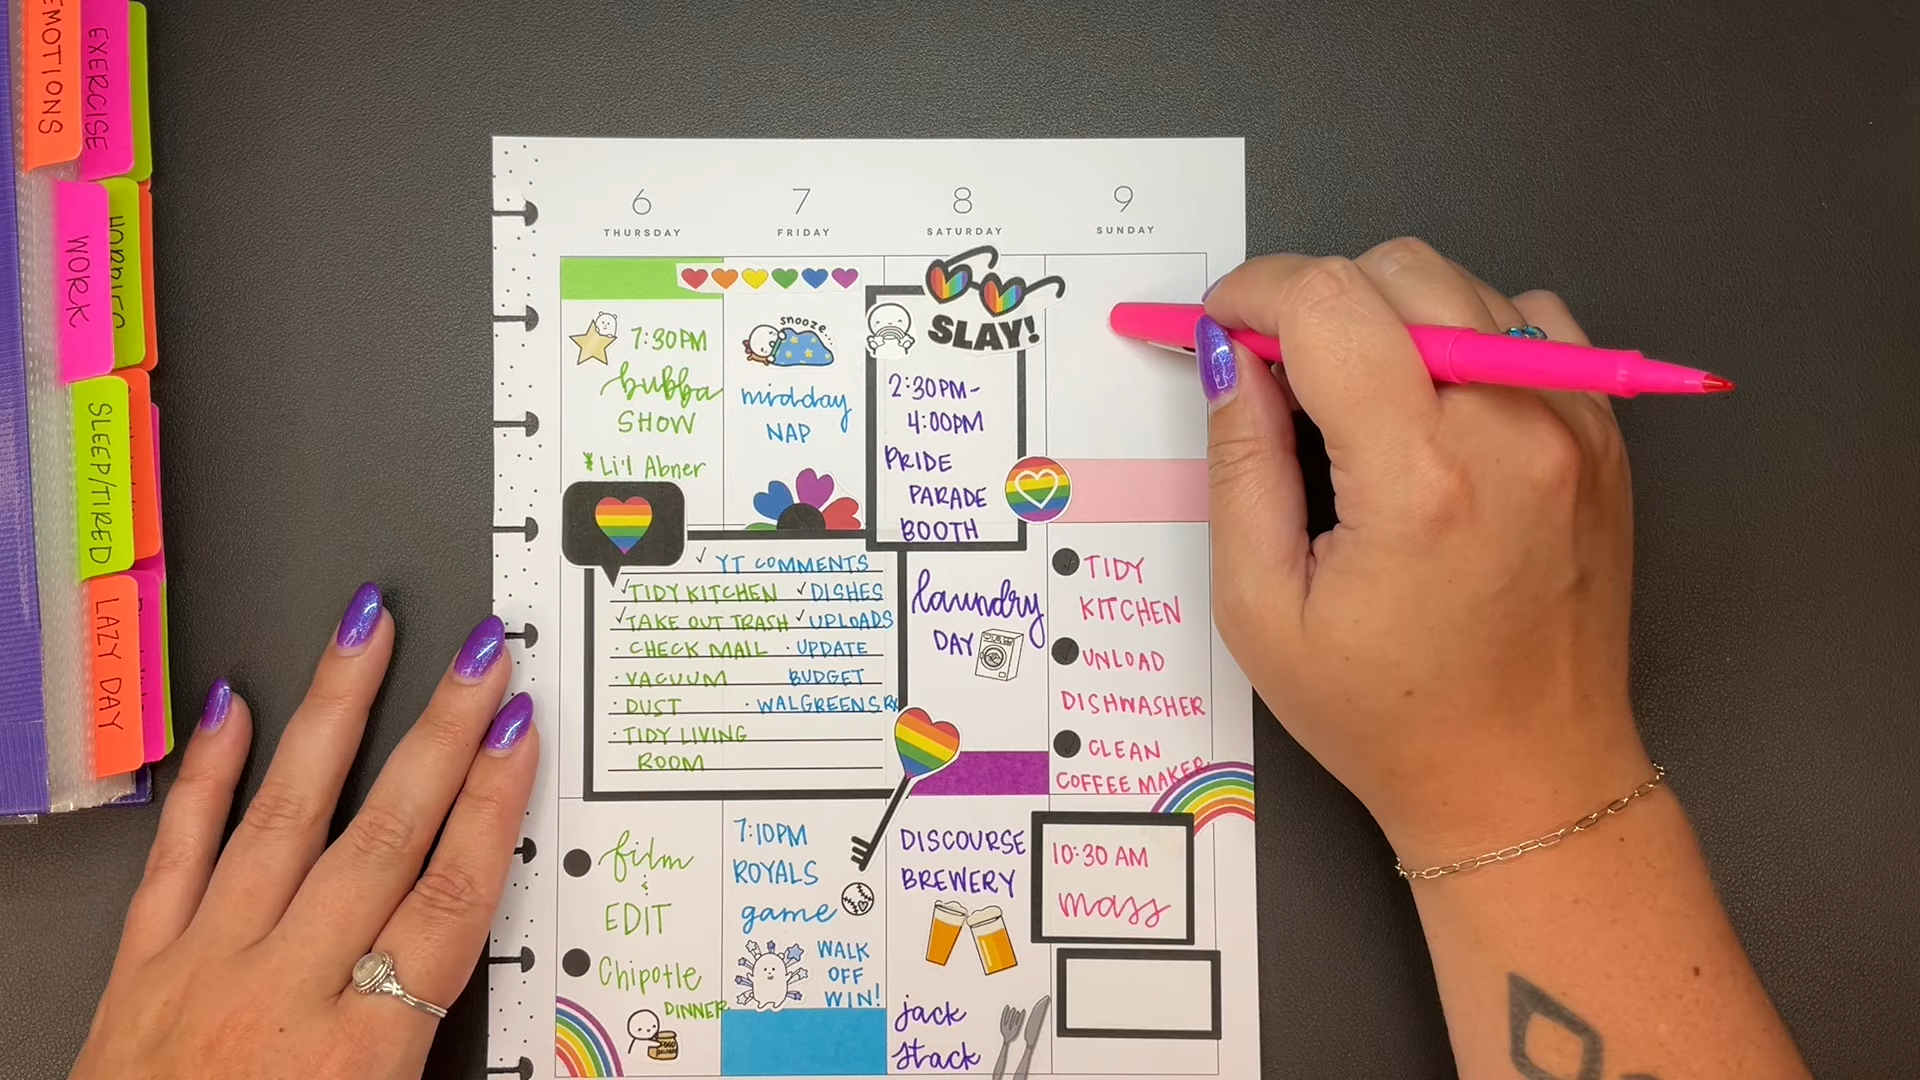 EMOTIONS
EXERCISE
WORK
HOBBIES
SLEEP/TIRED
LAZY DAY
6
THURSDAY
7
FRIDAY
8
SATURDAY
9
SUNDAY
7:30PM
bubba
SHOW
*Li'l Abner
snooze...
midday
NAP
SLAY!
2:30PM-
4:00PM
PRIDE
PARADE
BOOTH
✓ YT COMMENTS
✓TIDY KITCHEN ✓DISHES
✓TAKE OUT TRASH ✓UPLOADS
· CHECK MAIL · UPDATE
· VACUUM BUDGET
· DUST · WALGREENS RX
· TIDY LIVING
ROOM
laundry
DAY
✓ TIDY
KITCHEN
✓ UNLOAD
DISHWASHER
✓ CLEAN
COFFEE MAKER
film
&
EDIT
Chipotle
DINNER
7:10PM
ROYALS
game
WALK
OFF
WIN!
DISCOURSE
BREWERY
jack
stack
10:30 AM
mass